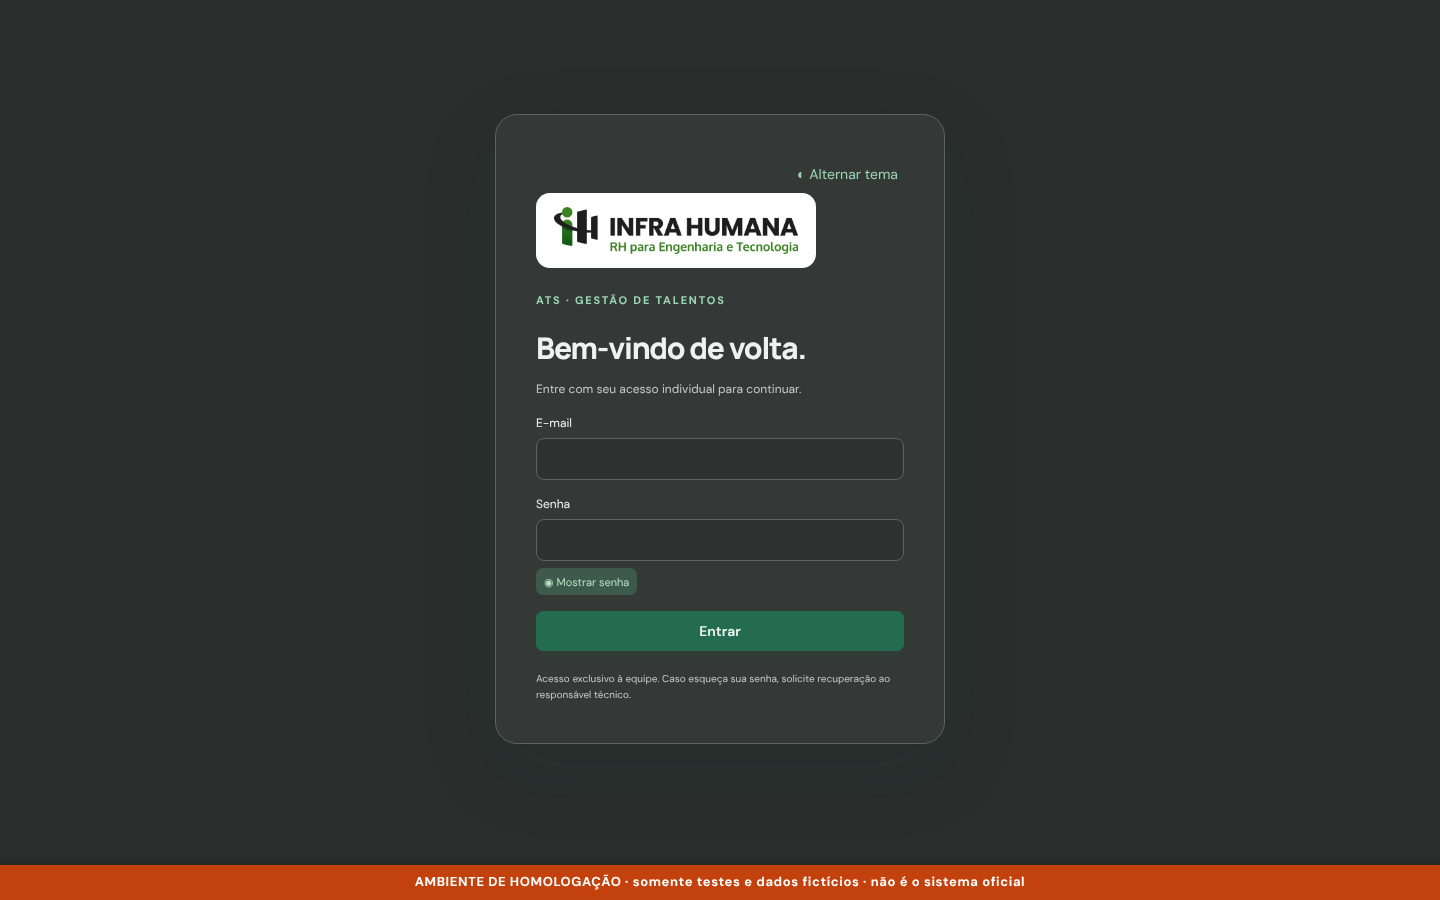 Alternar tema
INFRA HUMANA
RH para Engenharia e Tecnologia
ATS · GESTÃO DE TALENTOS
Bem-vindo de volta.
Entre com seu acesso individual para continuar.
E-mail
Senha
◉ Mostrar senha
Entrar
Acesso exclusivo à equipe. Caso esqueça sua senha, solicite recuperação ao
responsável técnico.
AMBIENTE DE HOMOLOGAÇÃO · somente testes e dados fictícios · não é o sistema oficial